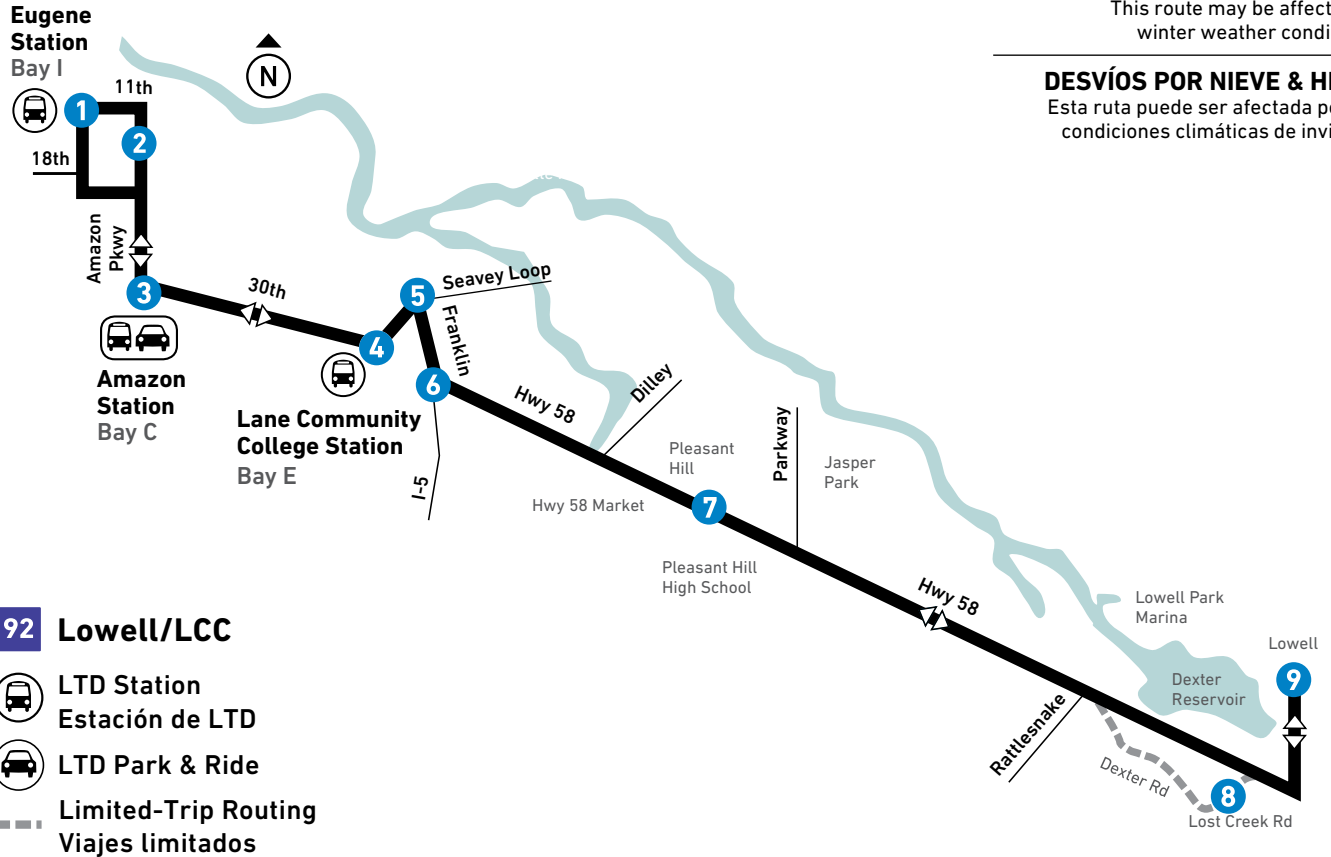 Eugene
Station
Bay I
N
This route may be affect
winter weather condi
DESVÍOS POR NIEVE & H
Esta ruta puede ser afectada p
condiciones climáticas de invi
11th
1
2
18th
Amazon
Pkwy
3
30th
Amazon
Station
Bay C
4
5
Seavey Loop
Franklin
6
Lane Community
College Station
Bay E
I-5
Hwy 58
Dilley
Pleasant
Hill
Hwy 58 Market
7
Pleasant Hill
High School
Parkway
Jasper
Park
Hwy 58
Lowell Park
Marina
Lowell
9
Dexter
Reservoir
Rattlesnake
Dexter Rd
8
Lost Creek Rd
92 Lowell/LCC
LTD Station
Estación de LTD
LTD Park & Ride
Limited-Trip Routing
Viajes limitados